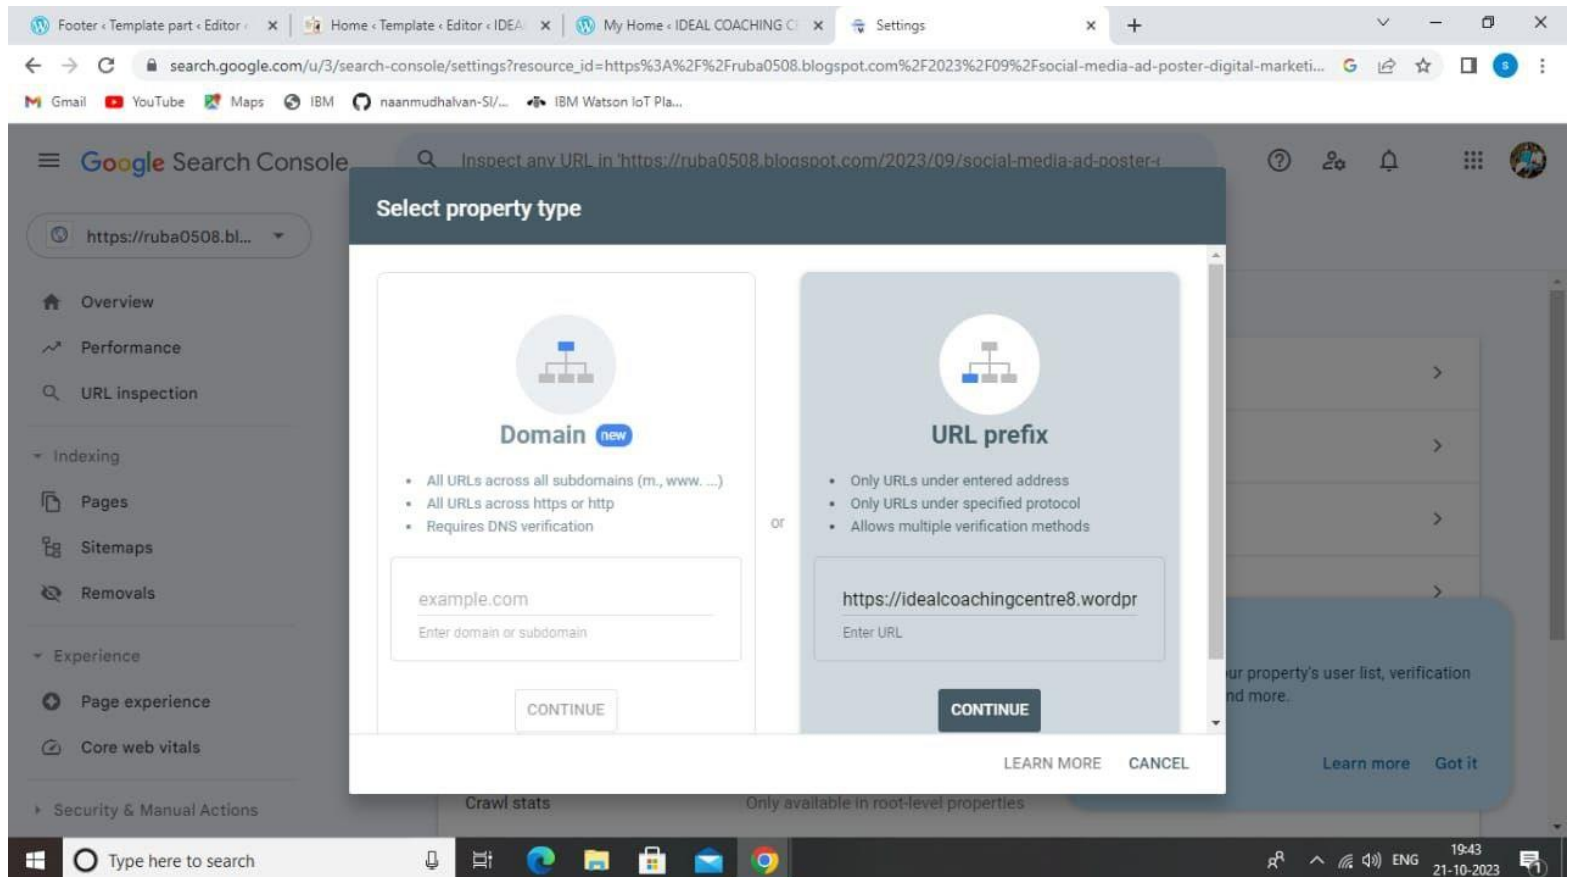 Footer ‹ Template part ‹ Editor ‹
Home ‹ Template ‹ Editor ‹ IDEA
My Home ‹ IDEAL COACHING C
Settings
search.google.com/u/3/search-console/settings?resource_id=https%3A%2F%2Fruba0508.blogspot.com%2F2023%2F09%2Fsocial-media-ad-poster-digital-marketi...
Gmail YouTube Maps IBM naanmudhalvan-SI/... IBM Watson IoT Pla...
Google Search Console
Inspect any URL in 'https://ruba0508.blogspot.com/2023/09/social-media-ad-poster-
https://ruba0508.bl...
Overview
Performance
URL inspection
Indexing
Pages
Sitemaps
Removals
Experience
Page experience
Core web vitals
Security & Manual Actions
Select property type
Domain new
All URLs across all subdomains (m., www. ...)
All URLs across https or http
Requires DNS verification
example.com
Enter domain or subdomain
CONTINUE
or
URL prefix
Only URLs under entered address
Only URLs under specified protocol
Allows multiple verification methods
https://idealcoachingcentre8.wordpr
Enter URL
CONTINUE
LEARN MORE CANCEL
ur property's user list, verification
nd more.
Learn more Got it
Crawl stats Only available in root-level properties
Type here to search
ENG
19:43
21-10-2023